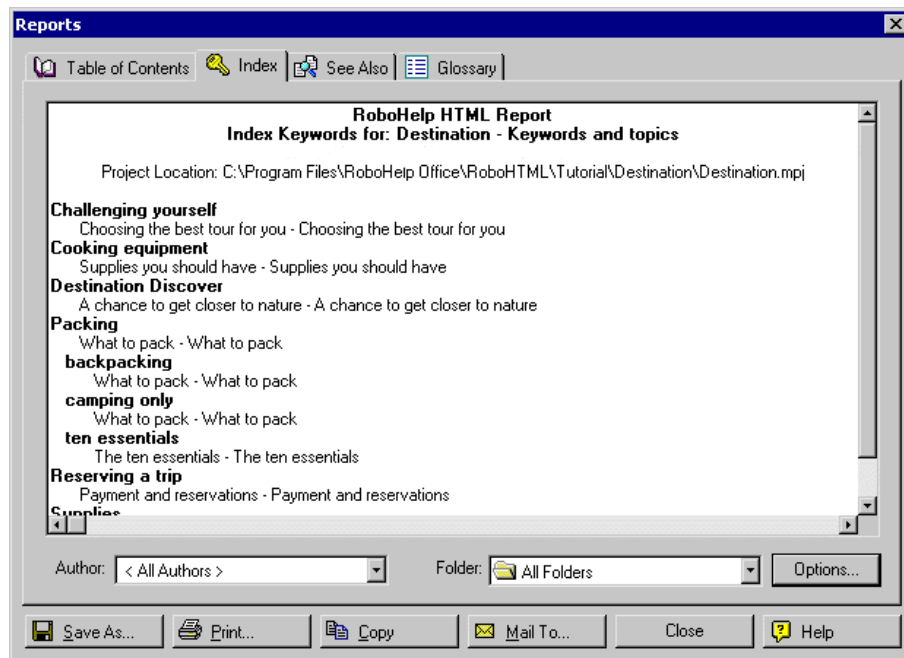 Reports
Table of Contents Index See Also Glossary
RoboHelp HTML Report
Index Keywords for: Destination - Keywords and topics
Project Location: C:\Program Files\RoboHelp Office\RoboHTML\Tutorial\Destination\Destination.mpj
Challenging yourself
Choosing the best tour for you - Choosing the best tour for you
Cooking equipment
Supplies you should have - Supplies you should have
Destination Discover
A chance to get closer to nature - A chance to get closer to nature
Packing
What to pack - What to pack
backpacking
What to pack - What to pack
camping only
What to pack - What to pack
ten essentials
The ten essentials - The ten essentials
Reserving a trip
Payment and reservations - Payment and reservations
Supplies
Author: < All Authors > Folder: All Folders Options...
Save As... Print... Copy Mail To... Close Help